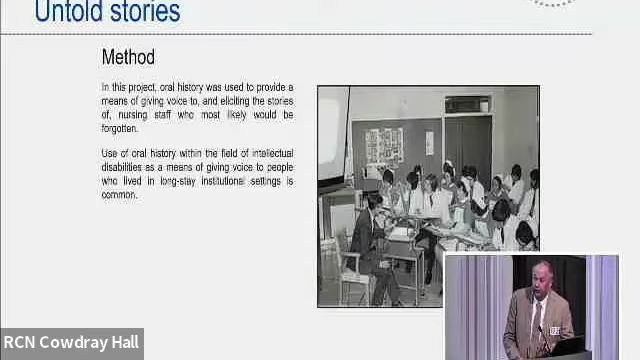 Untold stories
Method
In this project, oral history was used to provide a
means of giving voice to, and eliciting the stories
of, nursing staff who most likely would be
forgotten.
Use of oral history within the field of intellectual
disabilities as a means of giving voice to people
who lived in long-stay institutional settings is
common.
RCN Cowdray Hall